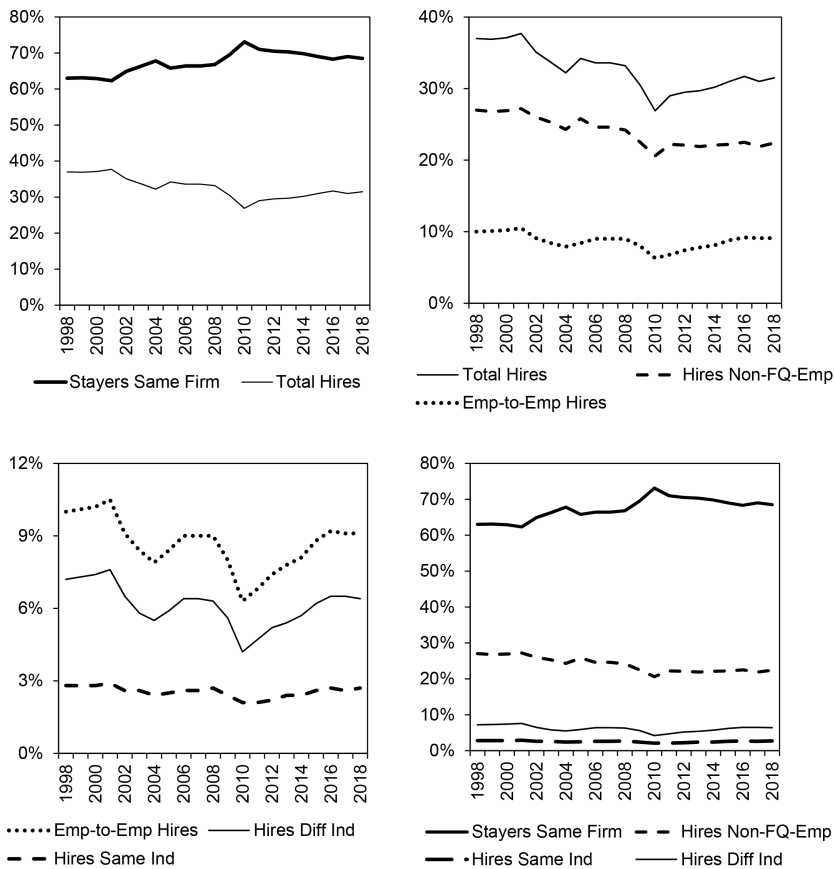 80%
70%
60%
50%
40%
30%
20%
10%
0%
1998 2000 2002 2004 2006 2008 2010 2012 2014 2016 2018
Stayers Same Firm Total Hires
40%
30%
20%
10%
0%
1998 2000 2002 2004 2006 2008 2010 2012 2014 2016 2018
Total Hires Hires Non-FQ-Emp
Emp-to-Emp Hires
12%
9%
6%
3%
0%
1998 2000 2002 2004 2006 2008 2010 2012 2014 2016 2018
Emp-to-Emp Hires Hires Diff Ind
Hires Same Ind
80%
70%
60%
50%
40%
30%
20%
10%
0%
1998 2000 2002 2004 2006 2008 2010 2012 2014 2016 2018
Stayers Same Firm Hires Non-FQ-Emp
Hires Same Ind Hires Diff Ind